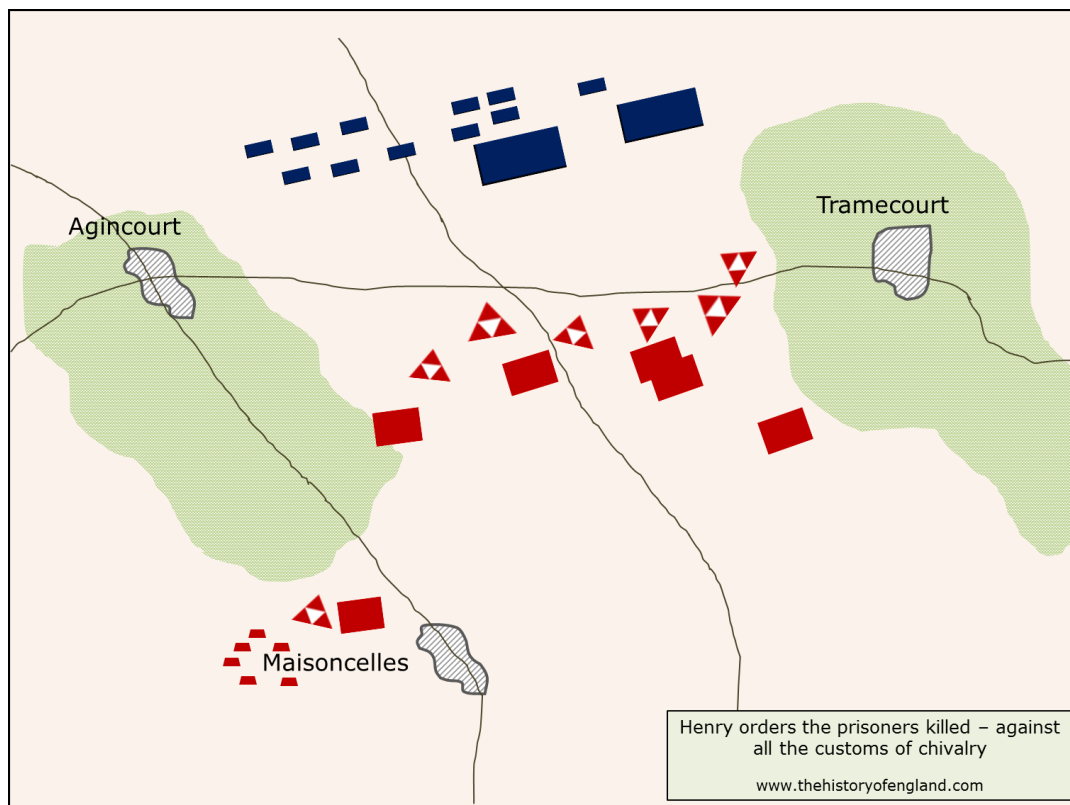 Agincourt
Tramecourt
Maisoncelles
Henry orders the prisoners killed – against
all the customs of chivalry
www.thehistoryofengland.com